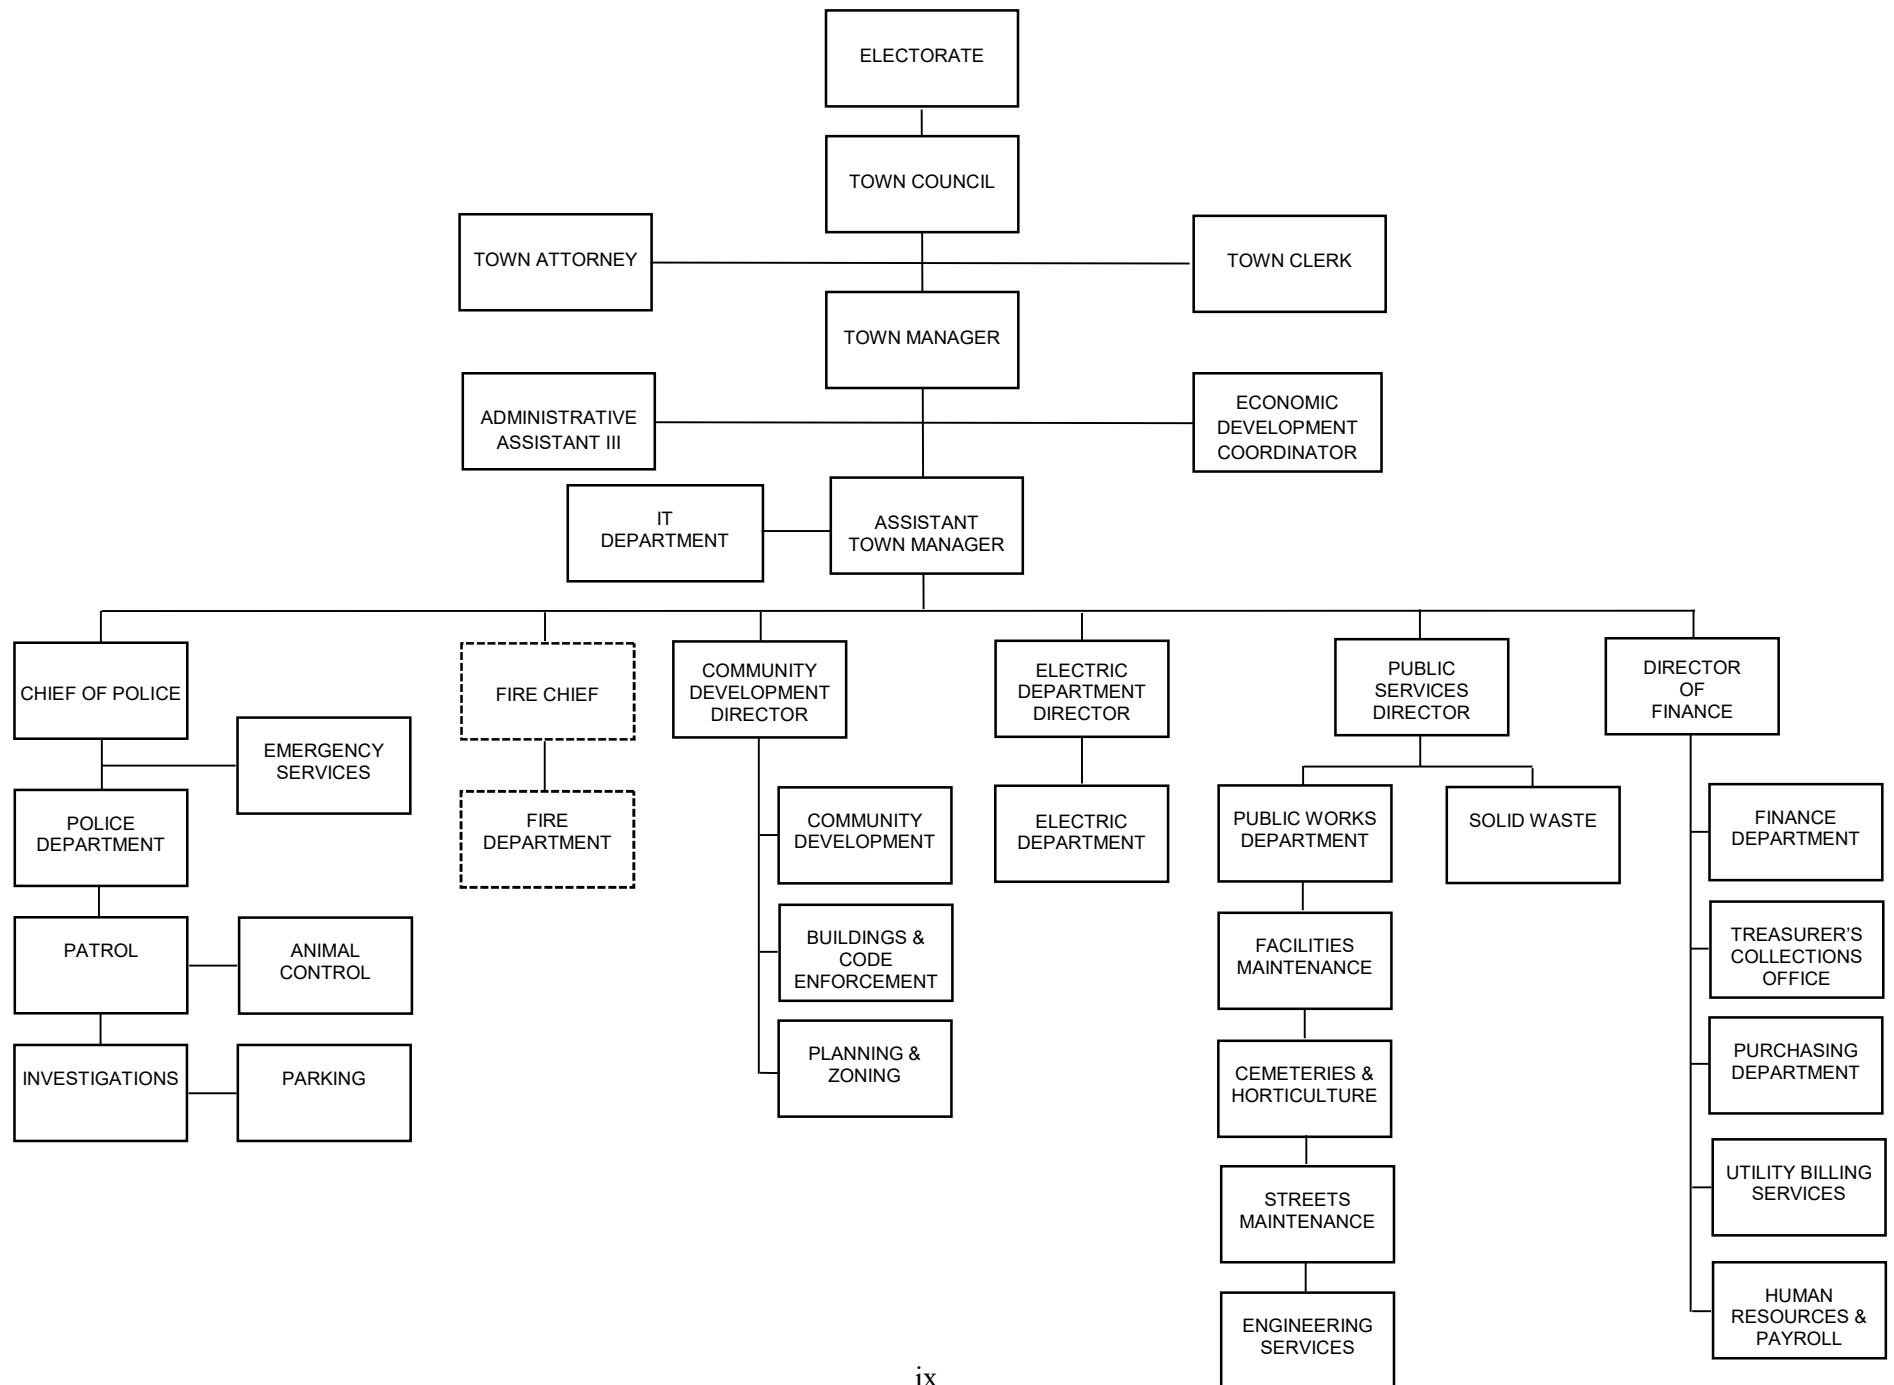 ELECTORATE
TOWN COUNCIL
TOWN ATTORNEY
TOWN CLERK
TOWN MANAGER
ADMINISTRATIVE
ASSISTANT III
ECONOMIC
DEVELOPMENT
COORDINATOR
IT
DEPARTMENT
ASSISTANT
TOWN MANAGER
CHIEF OF POLICE
FIRE CHIEF
COMMUNITY
DEVELOPMENT
DIRECTOR
ELECTRIC
DEPARTMENT
DIRECTOR
PUBLIC
SERVICES
DIRECTOR
DIRECTOR
OF
FINANCE
EMERGENCY
SERVICES
POLICE
DEPARTMENT
FIRE
DEPARTMENT
COMMUNITY
DEVELOPMENT
ELECTRIC
DEPARTMENT
PUBLIC WORKS
DEPARTMENT
SOLID WASTE
FINANCE
DEPARTMENT
PATROL
ANIMAL
CONTROL
BUILDINGS &
CODE
ENFORCEMENT
FACILITIES
MAINTENANCE
TREASURER’S
COLLECTIONS
OFFICE
INVESTIGATIONS
PARKING
PLANNING &
ZONING
CEMETERIES &
HORTICULTURE
PURCHASING
DEPARTMENT
STREETS
MAINTENANCE
UTILITY BILLING
SERVICES
ENGINEERING
SERVICES
HUMAN
RESOURCES &
PAYROLL
ix